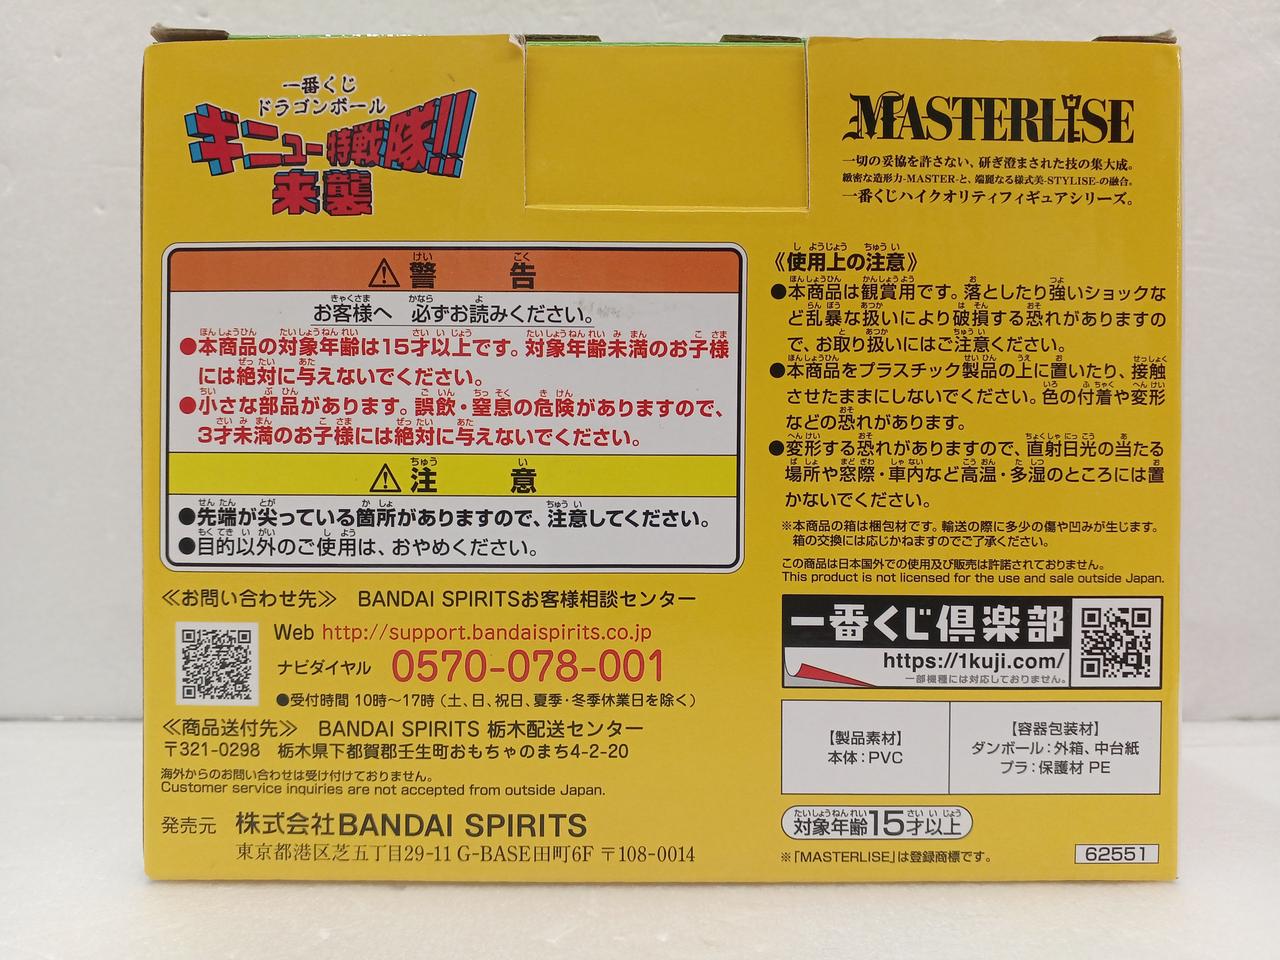 一番くじ
ドラゴンボール
ギニュー特戦隊!!
来襲
MASTERLISE
一切の妥協を許さない、研ぎ澄まされた技の集大成。
緻密な造形力-MASTER-と、端麗なる様式美-STYLISE-の融合。
一番くじハイクオリティフィギュアシリーズ。
⚠警告
お客様へ 必ずお読みください。
●本商品の対象年齢は15才以上です。対象年齢未満のお子様
には絶対に与えないでください。
●小さな部品があります。誤飲・窒息の危険がありますので、
3才未満のお子様には絶対に与えないでください。
⚠注意
●先端が尖っている箇所がありますので、注意してください。
●目的以外のご使用は、おやめください。
≪お問い合わせ先≫ BANDAI SPIRITSお客様相談センター
Web http://support.bandaispirits.co.jp
ナビダイヤル 0570-078-001
●受付時間 10時〜17時（土、日、祝日、夏季・冬季休業日を除く）
≪商品送付先≫ BANDAI SPIRITS 栃木配送センター
〒321-0298 栃木県下都賀郡壬生町おもちゃのまち4-2-20
海外からのお問い合わせは受け付けておりません。
Customer service inquiries are not accepted from outside Japan.
発売元 株式会社BANDAI SPIRITS
東京都港区芝五丁目29-11 G-BASE田町6F 〒108-0014
《使用上の注意》
●本商品は観賞用です。落としたり強いショックな
ど乱暴な扱いにより破損する恐れがありますの
で、お取り扱いにはご注意ください。
●本商品をプラスチック製品の上に置いたり、接触
させたままにしないでください。色の付着や変形
などの恐れがあります。
●変形する恐れがありますので、直射日光の当たる
場所や窓際・車内など高温・多湿のところには置
かないでください。
※本商品の箱は梱包材です。輸送の際に多少の傷や凹みが生じます。
箱の交換には応じかねますのでご了承ください。
この商品は日本国外での使用及び販売は許諾されておりません。
This product is not licensed for the use and sale outside Japan.
一番くじ倶楽部
https://1kuji.com/
一部機種には対応しておりません。
【製品素材】
本体：PVC
【容器包装材】
ダンボール：外箱、中台紙
プラ：保護材 PE
対象年齢15才以上
※「MASTERLISE」は登録商標です。
62551